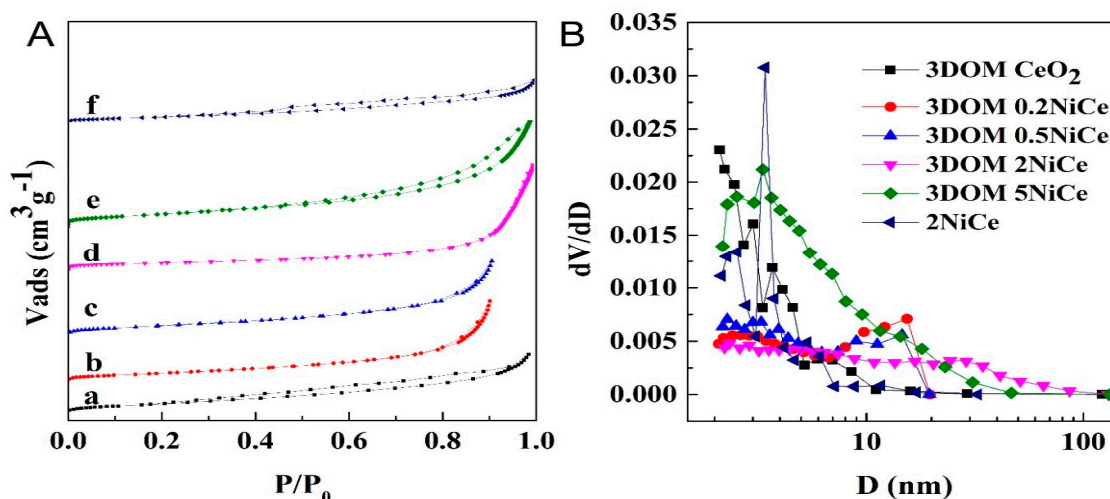 A
Vads (cm³g⁻¹)
f
e
d
c
b
a
0.0 0.2 0.4 0.6 0.8 1.0
P/P₀
B
dV/dD
0.035
0.030
0.025
0.020
0.015
0.010
0.005
0.000
3DOM CeO₂
3DOM 0.2NiCe
3DOM 0.5NiCe
3DOM 2NiCe
3DOM 5NiCe
2NiCe
10 100
D (nm)